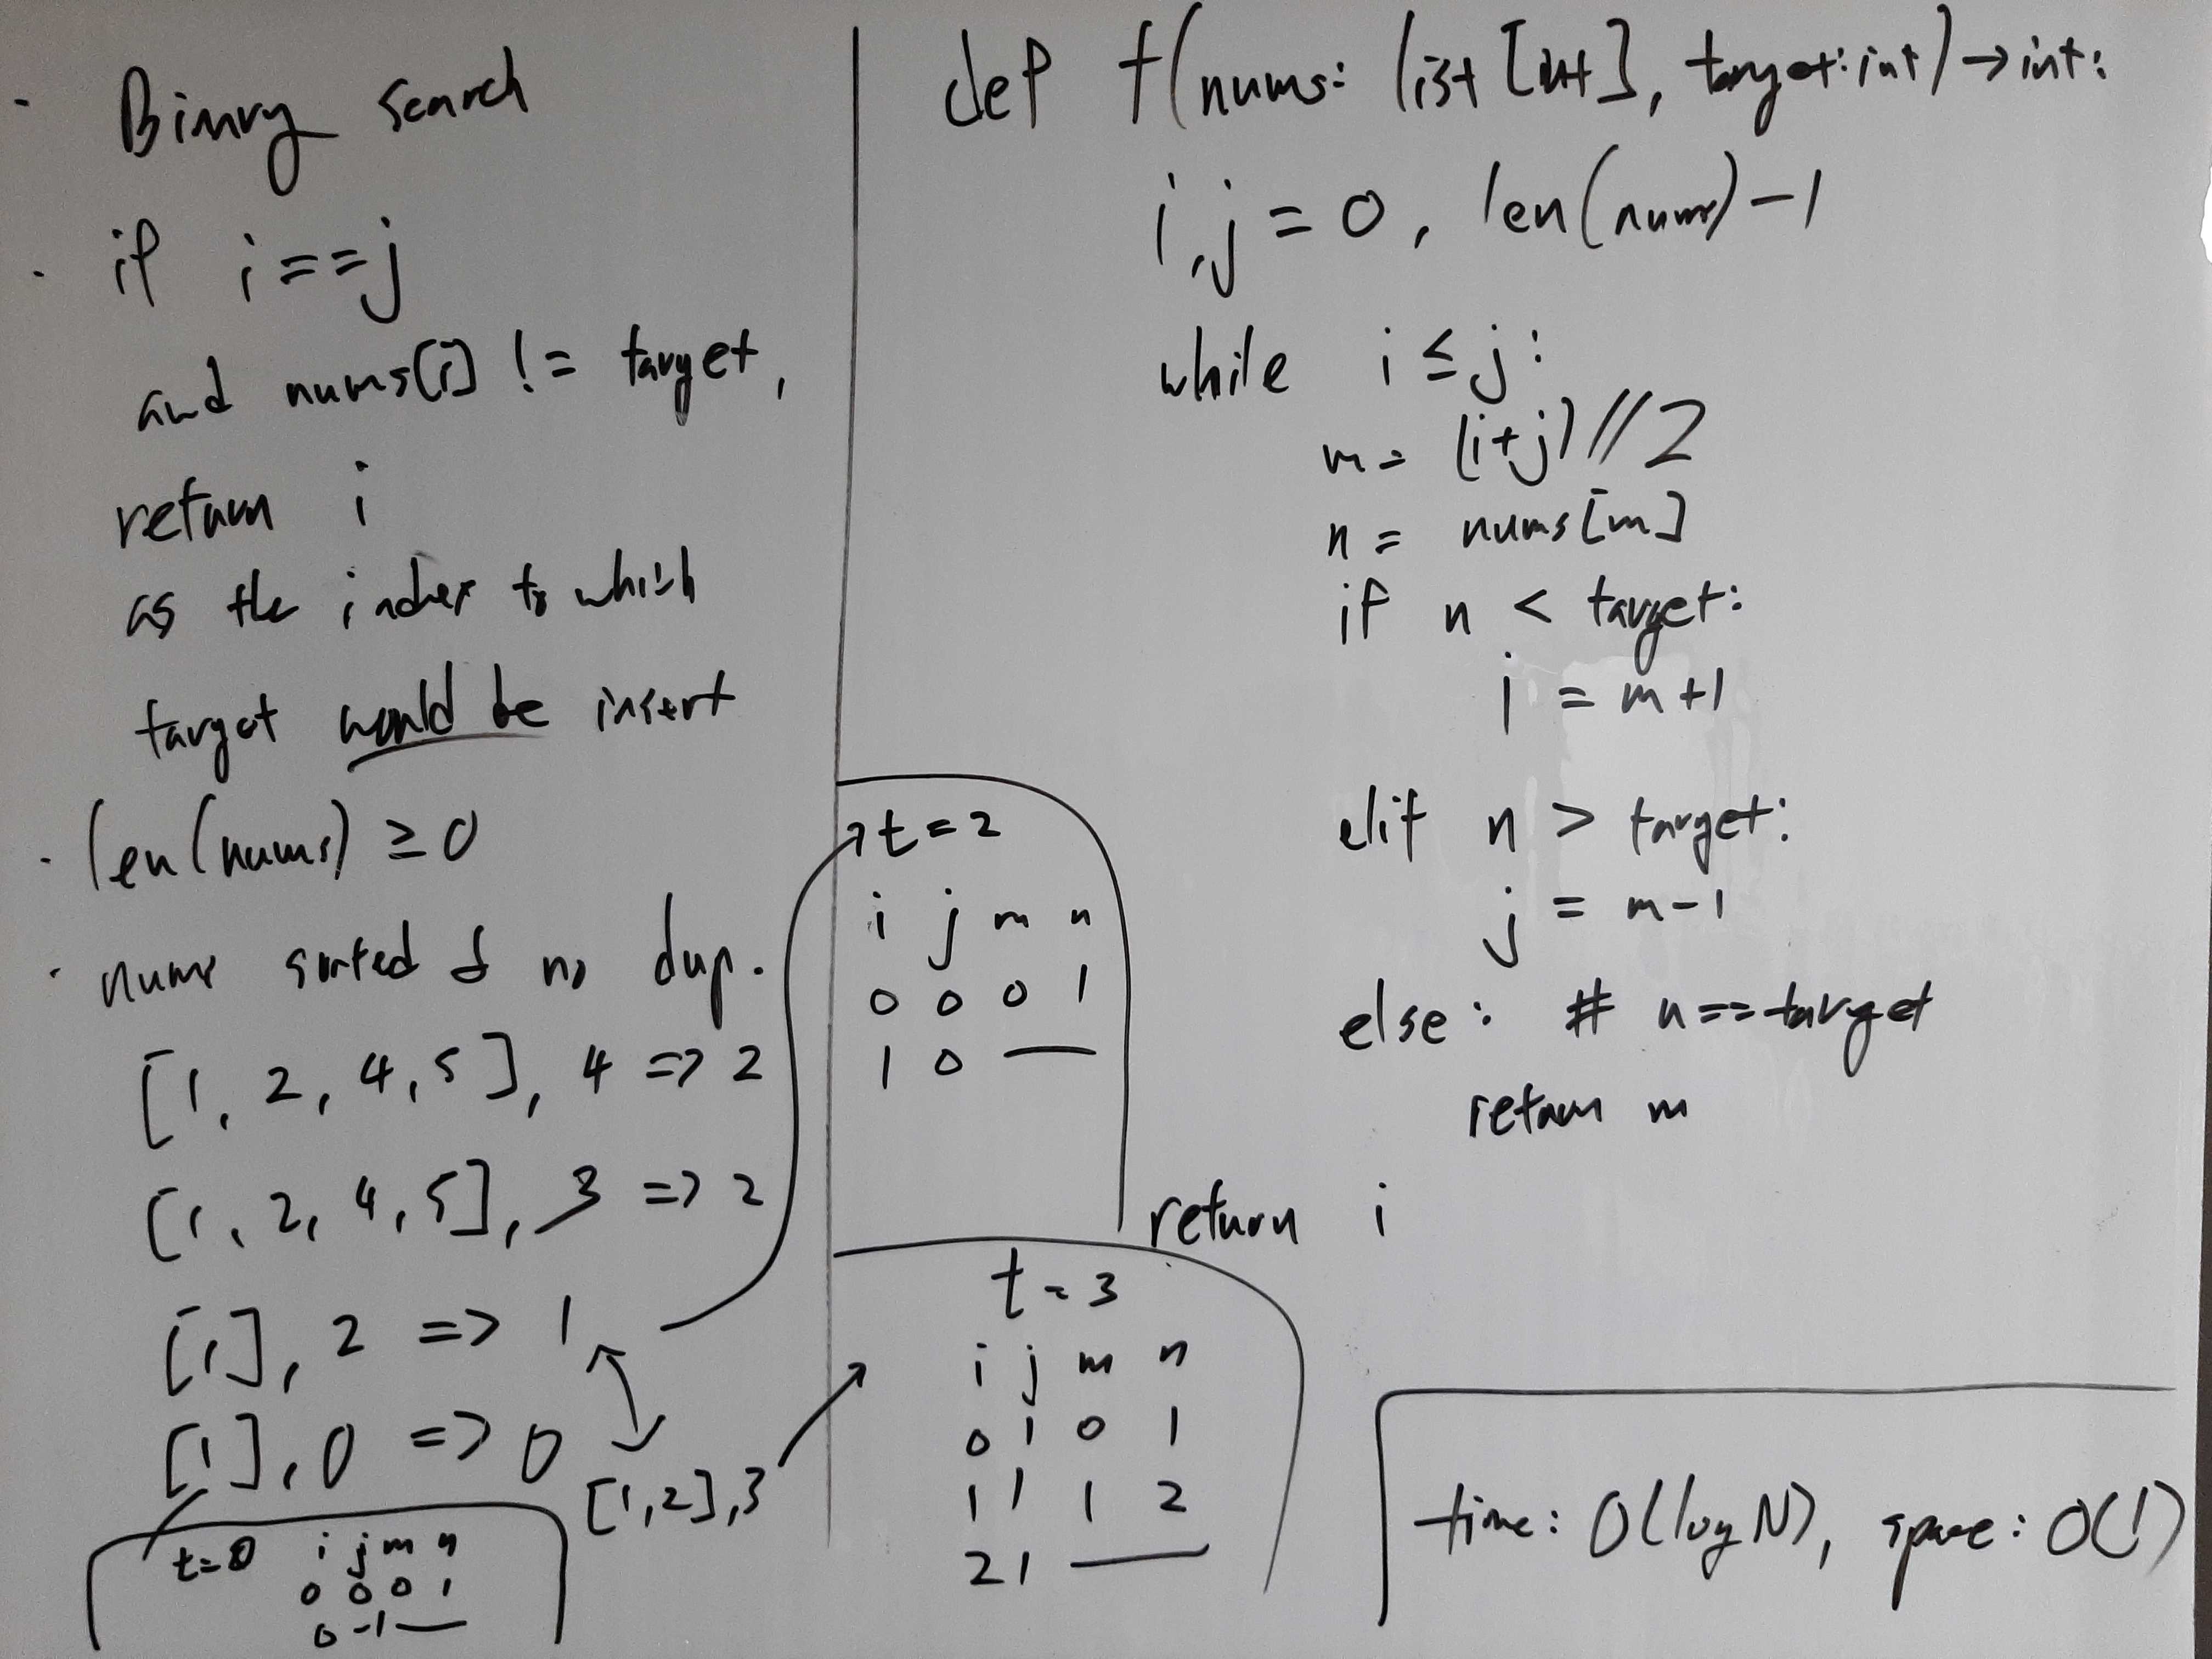 · Binary search
· if i==j
and nums[i] != target,
return i
as the index to which
target would be insert
· len(nums) ≥ 0
· nums sorted & no dup.
[1, 2, 4, 5], 4 => 2
[1, 2, 4, 5], 3 => 2
[1], 2 => 1
[1], 0 => 0
[1,2],3
t=0 i j m n
0 0 0 1
0 -1 —
t=2
i j m n
0 0 0 1
1 0 —
t=3
i j m n
0 1 0 1
1 1 1 2
2 1 —
def f(nums: list[int], target:int)→int:
i,j = 0, len(nums)-1
while i ≤ j:
m = (i+j)//2
n = nums[m]
if n < target:
i = m+1
elif n > target:
j = m-1
else: # n==target
return m
return i
time: O(log N), space: O(1)